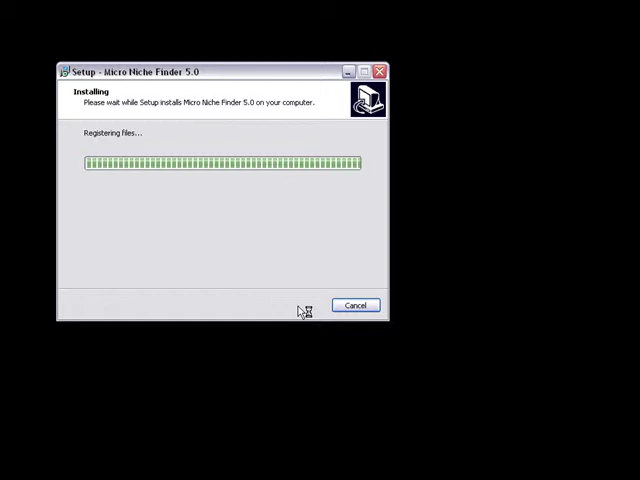 Setup - Micro Niche Finder 5.0
Installing
Please wait while Setup installs Micro Niche Finder 5.0 on your computer.
Registering files...
Cancel